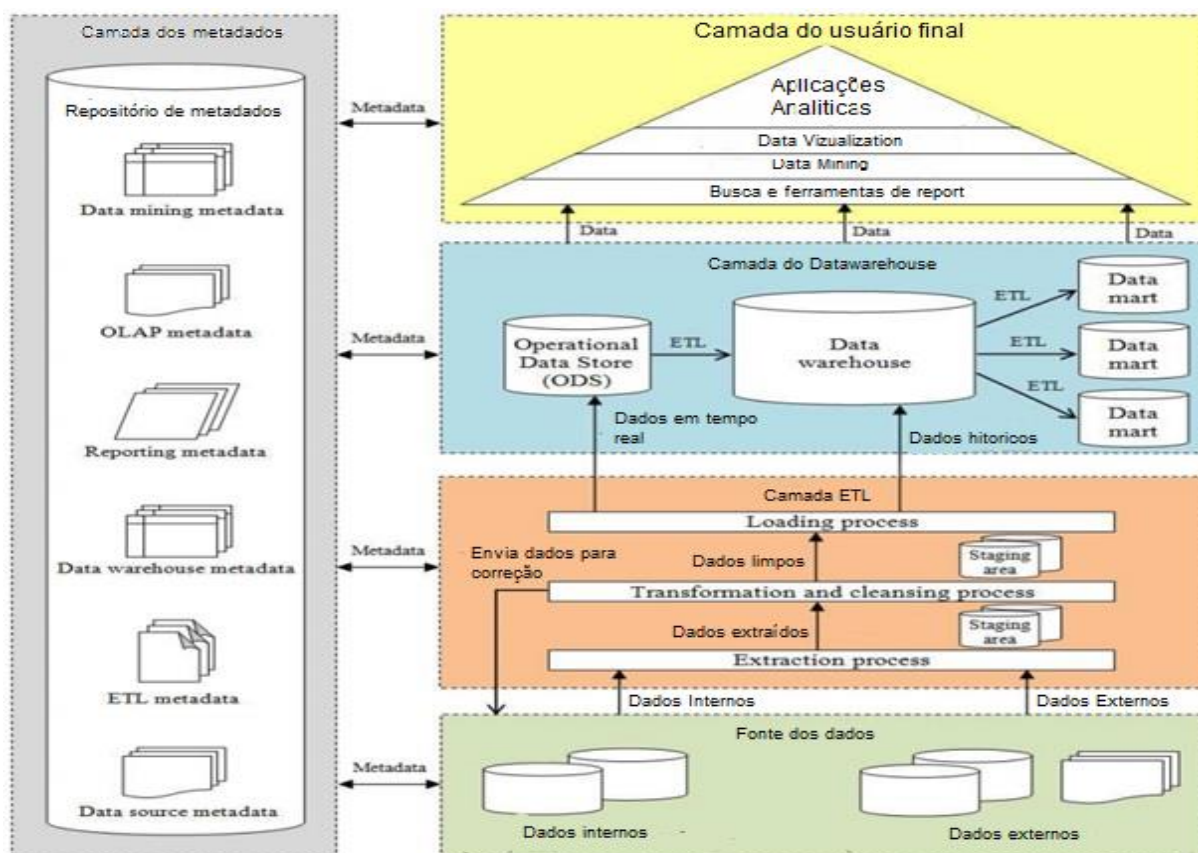 Camada dos metadados
Repositório de metadados
Data mining metadata
OLAP metadata
Reporting metadata
Data warehouse metadata
ETL metadata
Data source metadata
Metadata
Metadata
Metadata
Metadata
Camada do usuário final
Aplicações
Analiticas
Data Vizualization
Data Mining
Busca e ferramentas de report
Data
Data
Data
Camada do Datawarehouse
Operational
Data Store
(ODS)
ETL
Data
warehouse
ETL
ETL
ETL
Data
mart
Data
mart
Data
mart
Dados em tempo
real
Dados hitoricos
Camada ETL
Loading process
Envia dados para
correção
Dados limpos
Staging
area
Transformation and cleansing process
Dados extraídos
Staging
area
Extraction process
Dados Internos
Dados Externos
Fonte dos dados
Dados internos
Dados externos